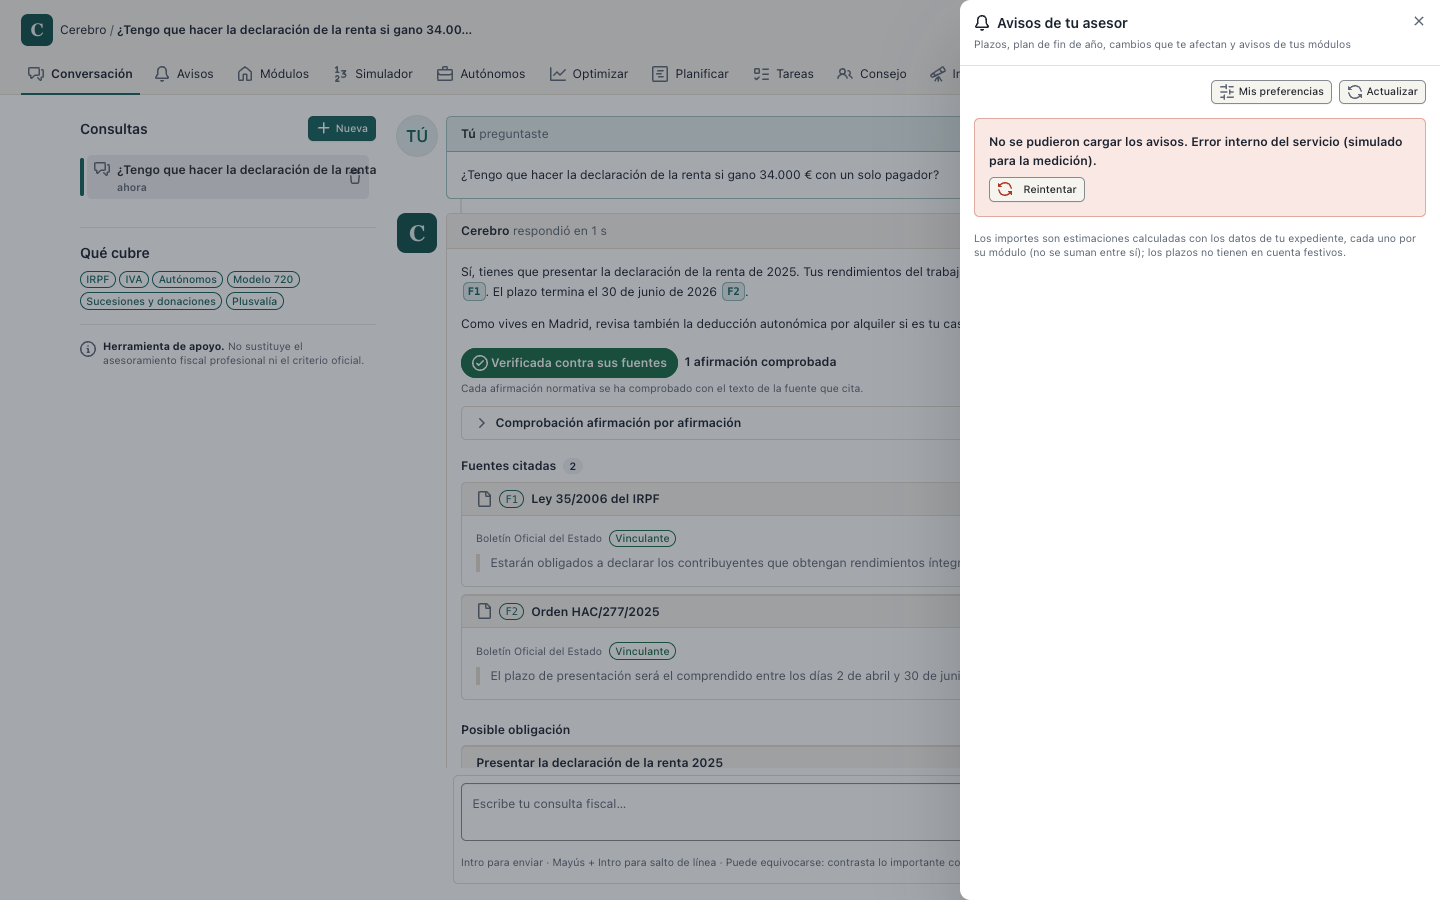 C
Cerebro / ¿Tengo que hacer la declaración de la renta si gano 34.00...
Conversación
Avisos
Módulos
Simulador
Autónomos
Optimizar
Planificar
Tareas
Consejo
Consultas
Nueva
¿Tengo que hacer la declaración de la renta
ahora
Qué cubre
IRPF
IVA
Autónomos
Modelo 720
Sucesiones y donaciones
Plusvalía
Herramienta de apoyo. No sustituye el
asesoramiento fiscal profesional ni el criterio oficial.
TÚ
Tú preguntaste
¿Tengo que hacer la declaración de la renta si gano 34.000 € con un solo pagador?
C
Cerebro respondió en 1 s
Sí, tienes que presentar la declaración de la renta de 2025. Tus rendimientos del trabaj
F1. El plazo termina el 30 de junio de 2026 F2.
Como vives en Madrid, revisa también la deducción autonómica por alquiler si es tu cas
Verificada contra sus fuentes
1 afirmación comprobada
Cada afirmación normativa se ha comprobado con el texto de la fuente que cita.
Comprobación afirmación por afirmación
Fuentes citadas 2
F1 Ley 35/2006 del IRPF
Boletín Oficial del Estado Vinculante
Estarán obligados a declarar los contribuyentes que obtengan rendimientos íntegr
F2 Orden HAC/277/2025
Boletín Oficial del Estado Vinculante
El plazo de presentación será el comprendido entre los días 2 de abril y 30 de juni
Posible obligación
Presentar la declaración de la renta 2025
Escribe tu consulta fiscal...
Intro para enviar · Mayús + Intro para salto de línea · Puede equivocarse: contrasta lo importante co
Avisos de tu asesor
Plazos, plan de fin de año, cambios que te afectan y avisos de tus módulos
Mis preferencias
Actualizar
No se pudieron cargar los avisos. Error interno del servicio (simulado
para la medición).
Reintentar
Los importes son estimaciones calculadas con los datos de tu expediente, cada uno por
su módulo (no se suman entre sí); los plazos no tienen en cuenta festivos.